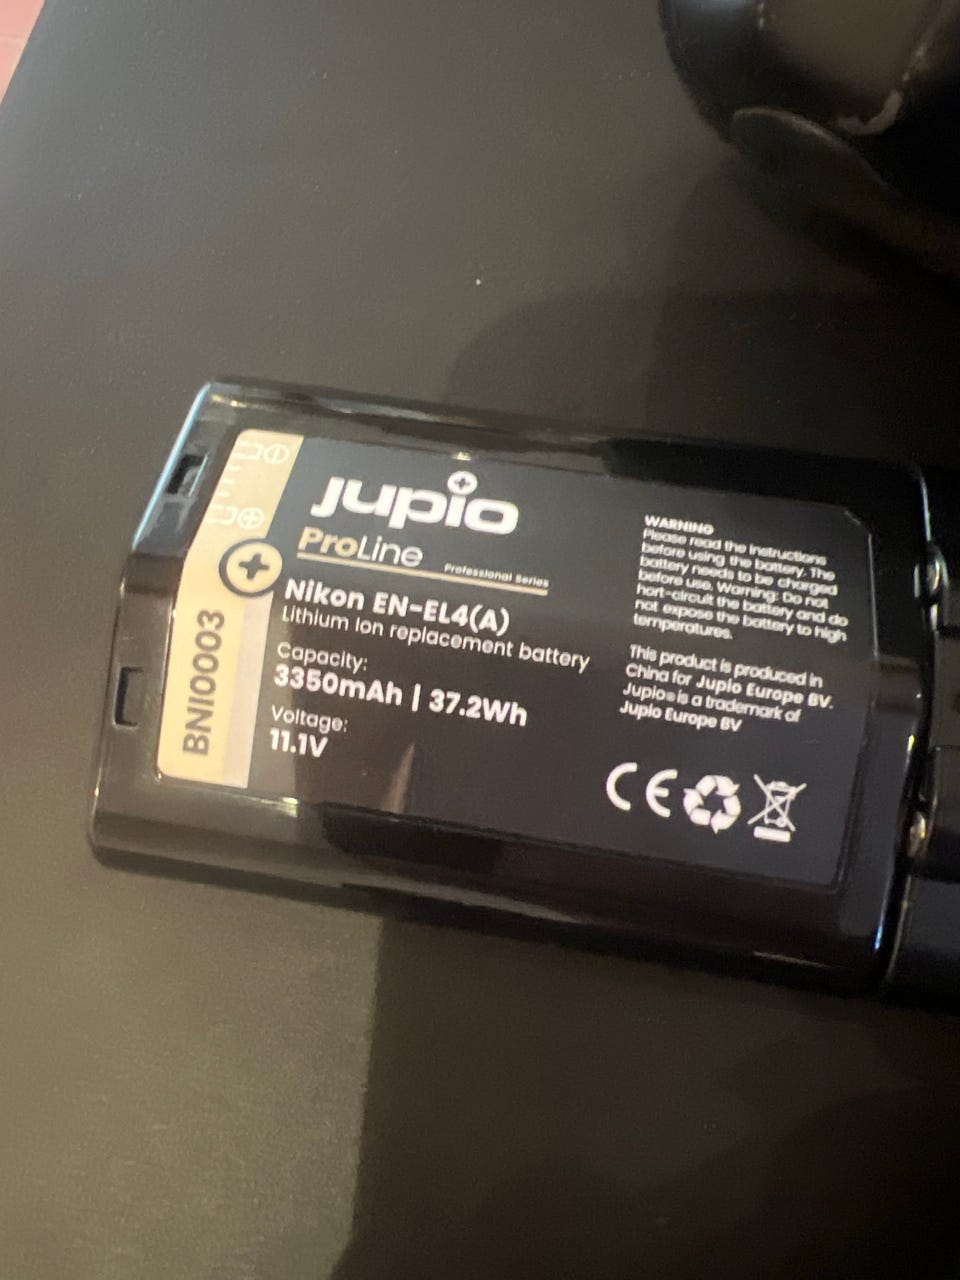 jupio
ProLine
Professional Series
Nikon EN-EL4(A)
Lithium Ion replacement battery
Capacity:
3350mAh | 37.2Wh
Voltage:
11.1V
BNI0003
WARNING
Please read the instructions
before using the battery. The
battery needs to be charged
before use. Warning: Do not
hort-circuit the battery and do
not expose the battery to high
temperatures.
This product is produced in
China for Jupio Europe BV.
Jupio® is a trademark of
Jupio Europe BV
CE